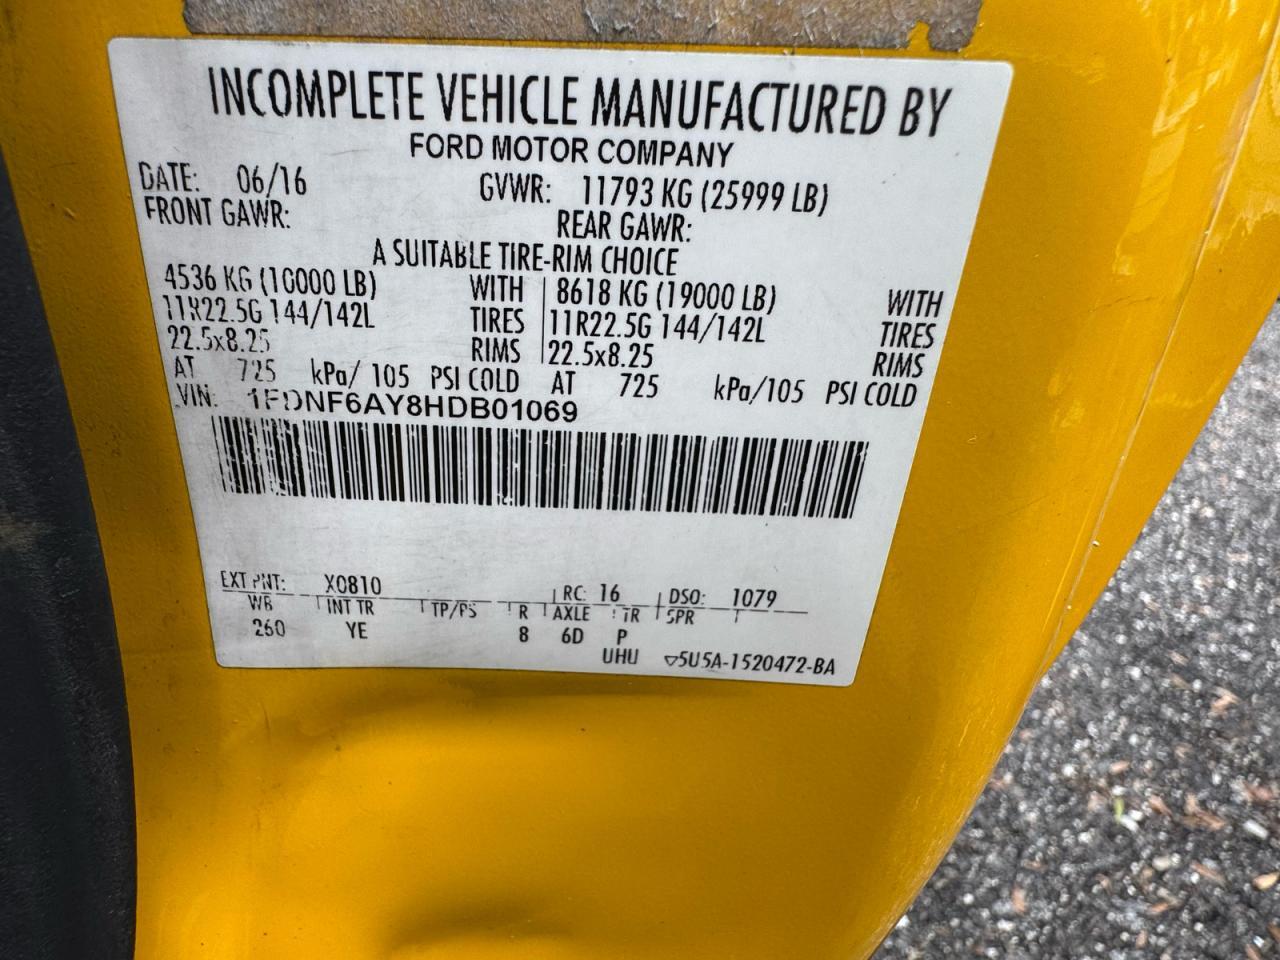 INCOMPLETE VEHICLE MANUFACTURED BY
FORD MOTOR COMPANY
DATE: 06/16 GVWR: 11793 KG (25999 LB)
FRONT GAWR: REAR GAWR:
A SUITABLE TIRE-RIM CHOICE
4536 KG (10000 LB) WITH 8618 KG (19000 LB) WITH
11R22.5G 144/142L TIRES 11R22.5G 144/142L TIRES
22.5x8.25 RIMS 22.5x8.25 RIMS
AT 725 kPa/ 105 PSI COLD AT 725 kPa/105 PSI COLD
VIN: 1FDNF6AY8HDB01069
EXT PNT: X0810 RC: 16 DSO: 1079
WB INT TR TP/PS R AXLE TR SPR
260 YE 8 6D P
UHU ▽5U5A-1520472-BA